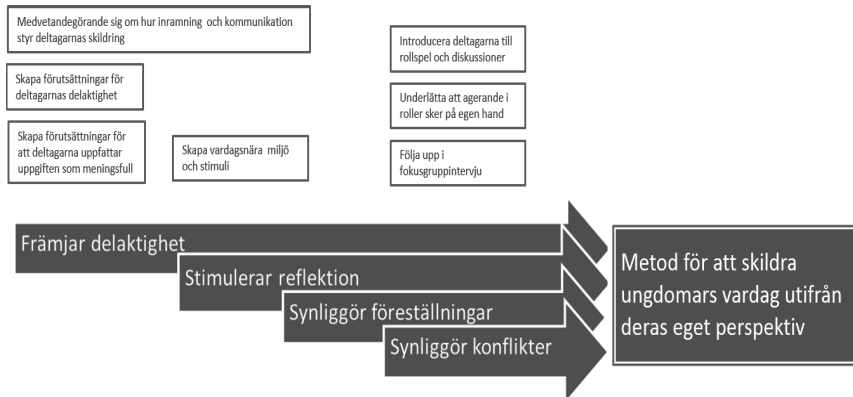 Medvetandegörande sig om hur inramning och kommunikation
styr deltagarnas skildring
Skapa förutsättningar för
deltagarnas delaktighet
Skapa förutsättningar för
att deltagarna uppfattar
uppgiften som meningsfull
Skapa vardagsnära miljö
och stimuli
Introducera deltagarna till
rollspel och diskussioner
Underlätta att agerande i
roller sker på egen hand
Följa upp i
fokusgruppintervju
Främjar delaktighet
Stimulerar reflektion
Synliggör föreställningar
Synliggör konflikter
Metod för att skildra
ungdomars vardag utifrån
deras eget perspektiv